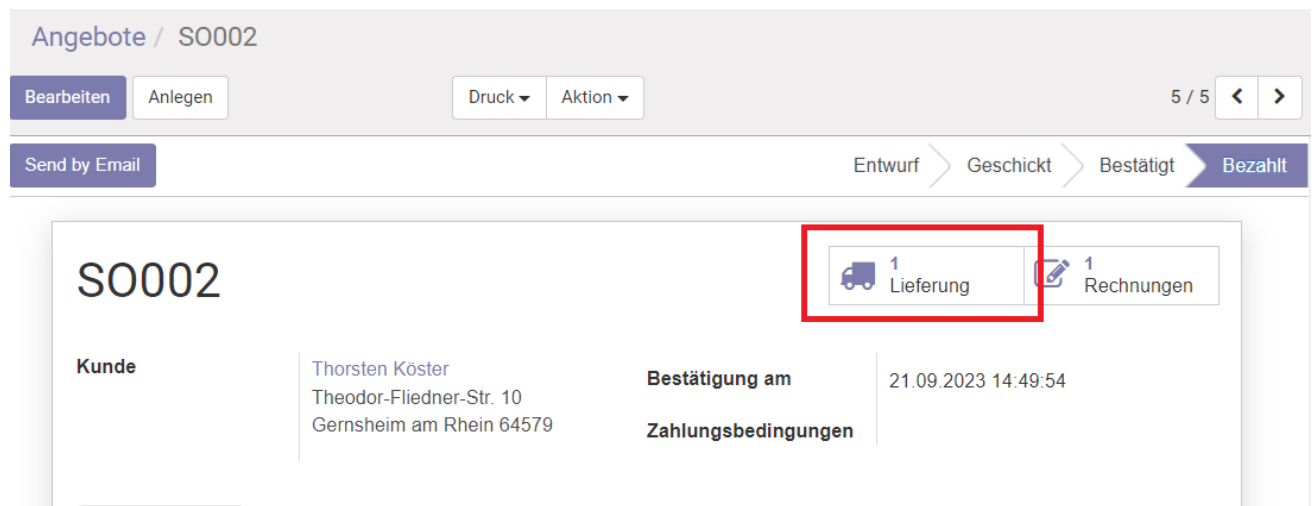 Angebote / SO002
Bearbeiten Anlegen Druck Aktion 5 / 5
Send by Email Entwurf Geschickt Bestätigt Bezahlt
SO002
1 1
Lieferung Rechnungen
Kunde Thorsten Köster Bestätigung am 21.09.2023 14:49:54
Theodor-Fliedner-Str. 10
Gernsheim am Rhein 64579 Zahlungsbedingungen